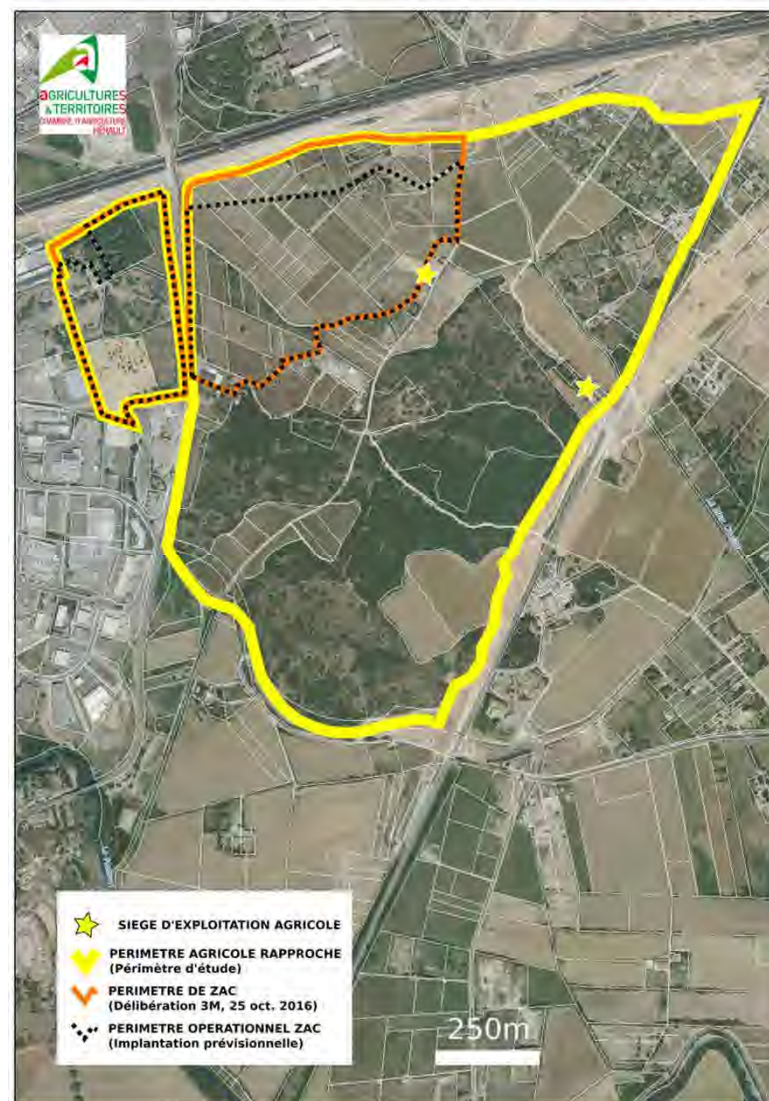 aGRICULTURES
& TERRITOIRES
CHAMBRE D'AGRICULTURE
HÉRAULT
SIEGE D'EXPLOITATION AGRICOLE
PERIMETRE AGRICOLE RAPPROCHE
(Périmètre d'étude)
PERIMETRE DE ZAC
(Délibération 3M, 25 oct. 2016)
PERIMETRE OPERATIONNEL ZAC
(Implantation prévisionnelle)
250m